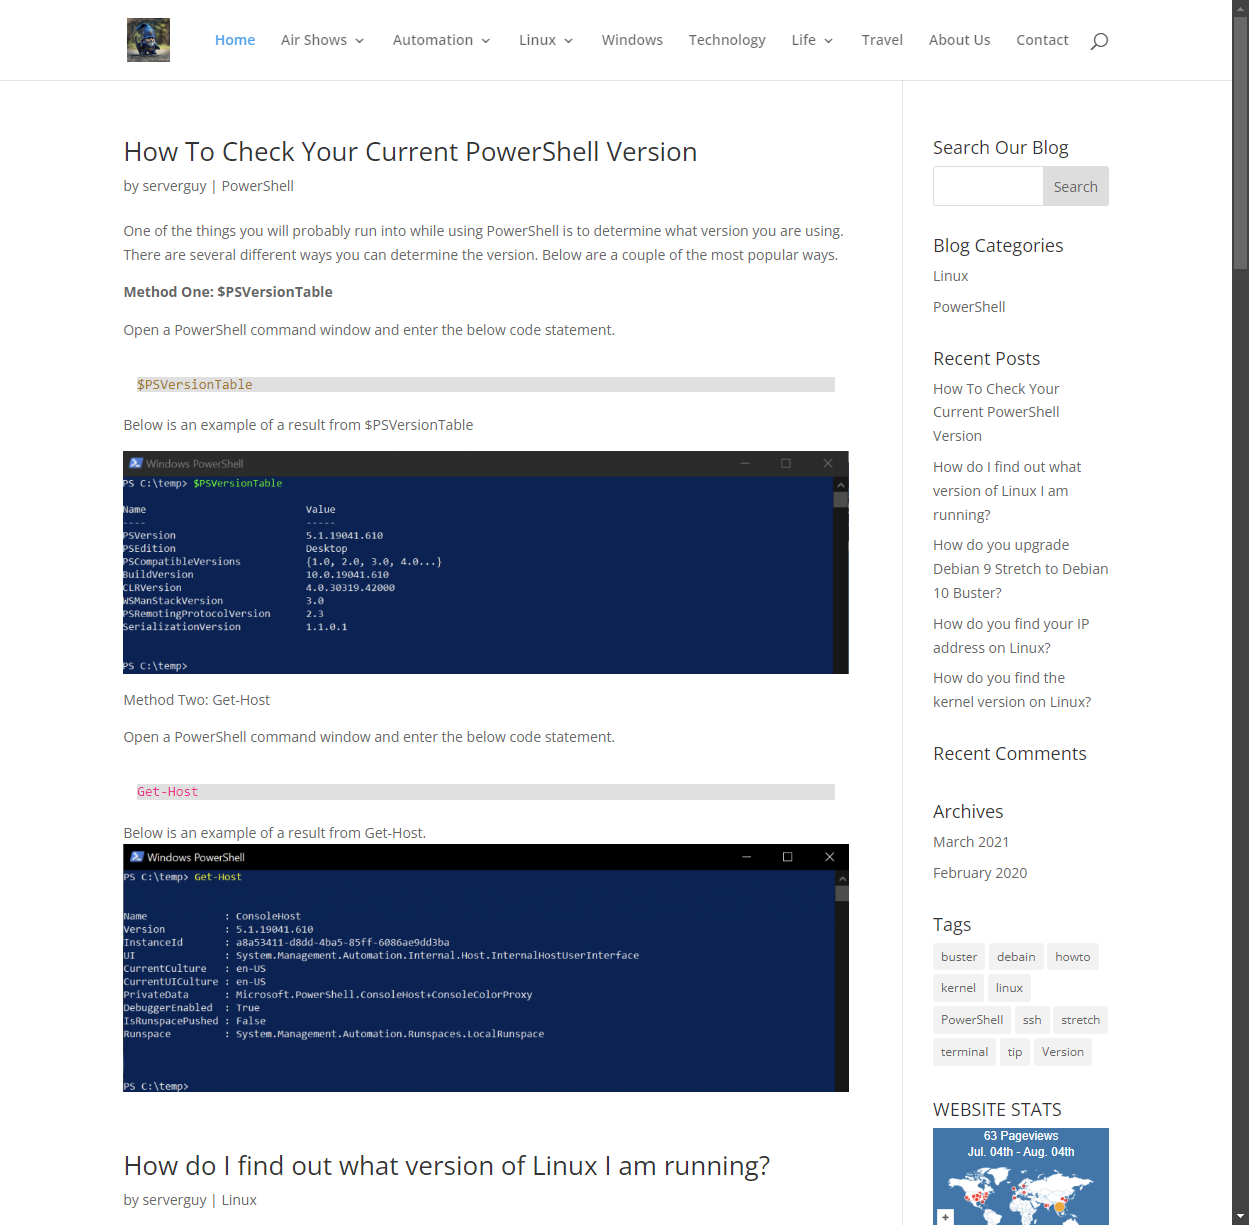 Home Air Shows Automation Linux Windows Technology Life Travel About Us Contact
How To Check Your Current PowerShell Version
by serverguy | PowerShell
One of the things you will probably run into while using PowerShell is to determine what version you are using.
There are several different ways you can determine the version. Below are a couple of the most popular ways.
Method One: $PSVersionTable
Open a PowerShell command window and enter the below code statement.
$PSVersionTable
Below is an example of a result from $PSVersionTable
Windows PowerShell
PS C:\temp> $PSVersionTable
Name Value
---- -----
PSVersion 5.1.19041.610
PSEdition Desktop
PSCompatibleVersions {1.0, 2.0, 3.0, 4.0...}
BuildVersion 10.0.19041.610
CLRVersion 4.0.30319.42000
WSManStackVersion 3.0
PSRemotingProtocolVersion 2.3
SerializationVersion 1.1.0.1
PS C:\temp>
Method Two: Get-Host
Open a PowerShell command window and enter the below code statement.
Get-Host
Below is an example of a result from Get-Host.
Windows PowerShell
PS C:\temp> Get-Host
Name : ConsoleHost
Version : 5.1.19041.610
InstanceId : a8a53411-d8dd-4ba5-85ff-6086ae9dd3ba
UI : System.Management.Automation.Internal.Host.InternalHostUserInterface
CurrentCulture : en-US
CurrentUICulture : en-US
PrivateData : Microsoft.PowerShell.ConsoleHost+ConsoleColorProxy
DebuggerEnabled : True
IsRunspacePushed : False
Runspace : System.Management.Automation.Runspaces.LocalRunspace
PS C:\temp>
How do I find out what version of Linux I am running?
by serverguy | Linux
Search Our Blog
Search
Blog Categories
Linux
PowerShell
Recent Posts
How To Check Your
Current PowerShell
Version
How do I find out what
version of Linux I am
running?
How do you upgrade
Debian 9 Stretch to Debian
10 Buster?
How do you find your IP
address on Linux?
How do you find the
kernel version on Linux?
Recent Comments
Archives
March 2021
February 2020
Tags
buster debain howto
kernel linux
PowerShell ssh stretch
terminal tip Version
WEBSITE STATS
63 Pageviews
Jul. 04th - Aug. 04th
+